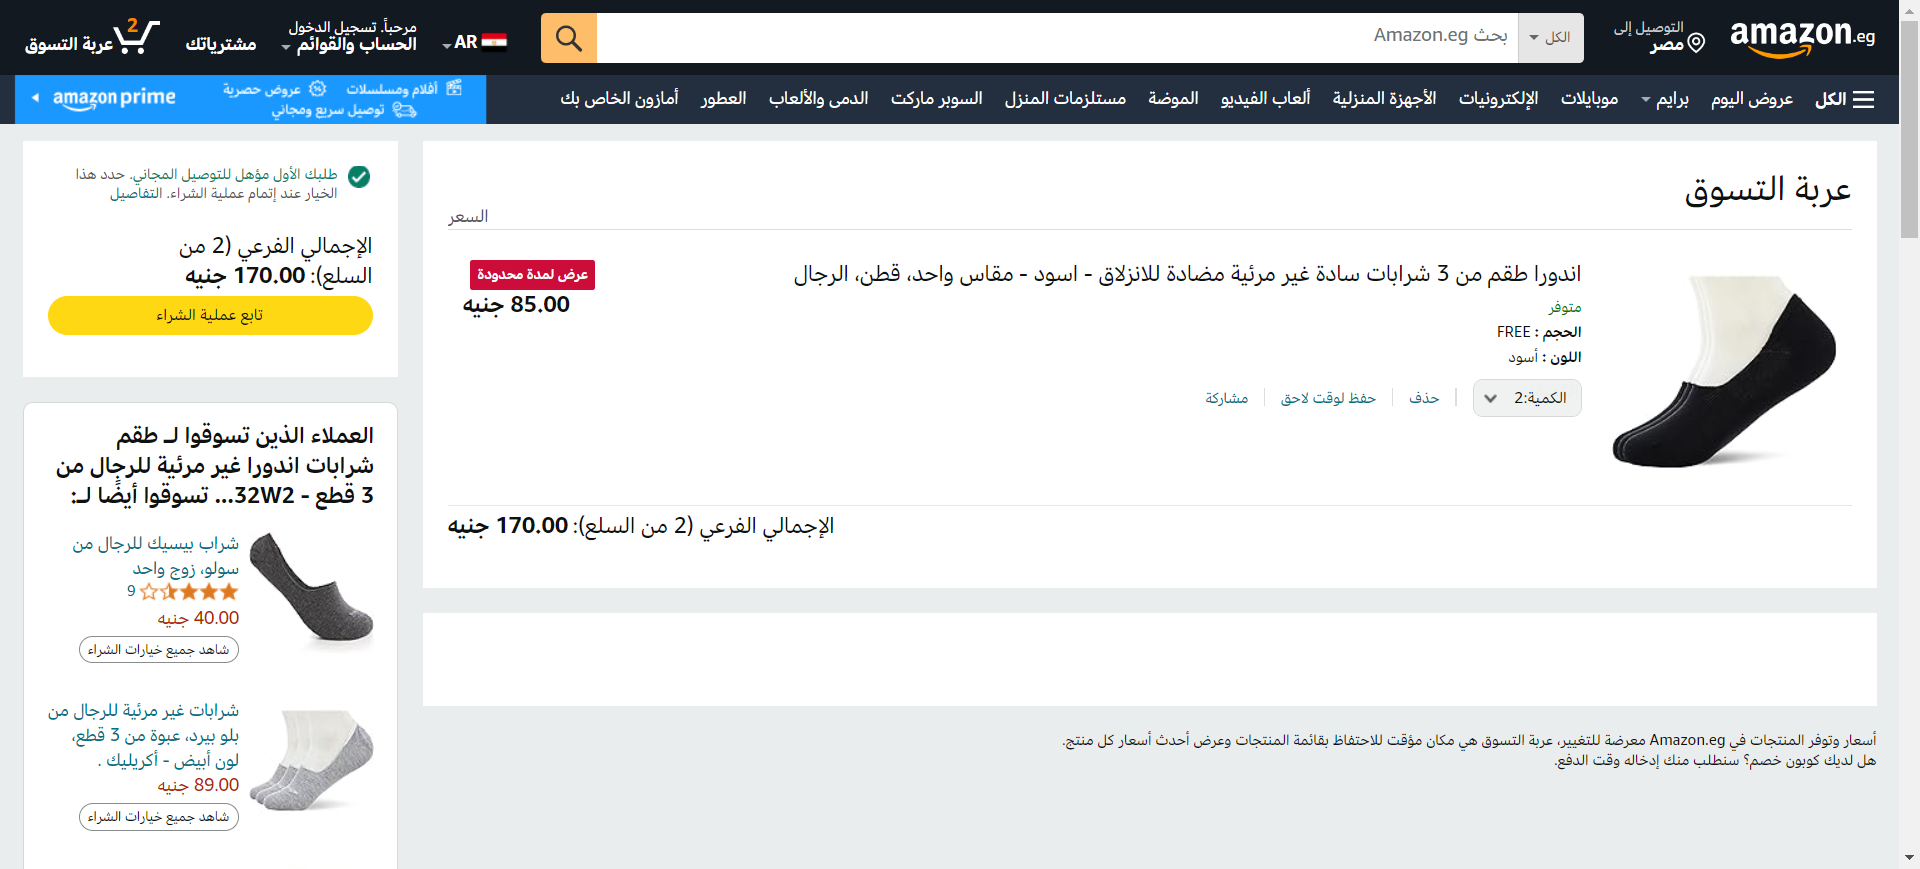 amazon.eg
التوصيل إلى
مصر
الكل
بحث Amazon.eg
AR
مرحباً. تسجيل الدخول
الحساب والقوائم
مشترياتك
2
عربة التسوق
الكل
عروض اليوم
برايم
موبايلات
الإلكترونيات
الأجهزة المنزلية
ألعاب الفيديو
الموضة
مستلزمات المنزل
السوبر ماركت
الدمى والألعاب
العطور
أمازون الخاص بك
أفلام ومسلسلات
عروض حصرية
توصيل سريع ومجاني
amazon prime
عربة التسوق
السعر
اندورا طقم من 3 شرابات سادة غير مرئية مضادة للانزلاق - اسود - مقاس واحد، قطن، الرجال
عرض لمدة محدودة
85.00 جنيه
متوفر
الحجم : FREE
اللون : أسود
الكمية:2
حذف
حفظ لوقت لاحق
مشاركة
الإجمالي الفرعي (2 من السلع): 170.00 جنيه
أسعار وتوفر المنتجات في Amazon.eg معرضة للتغيير، عربة التسوق هي مكان مؤقت للاحتفاظ بقائمة المنتجات وعرض أحدث أسعار كل منتج.
هل لديك كوبون خصم؟ سنطلب منك إدخاله وقت الدفع.
طلبك الأول مؤهل للتوصيل المجاني. حدد هذا
الخيار عند إتمام عملية الشراء. التفاصيل
الإجمالي الفرعي (2 من
السلع): 170.00 جنيه
تابع عملية الشراء
العملاء الذين تسوقوا لـ طقم
شرابات اندورا غير مرئية للرجال من
3 قطع - 32W2... تسوقوا أيضًا لـ:
شراب بيسيك للرجال من
سولو، زوج واحد
9
40.00 جنيه
شاهد جميع خيارات الشراء
شرابات غير مرئية للرجال من
بلو بيرد، عبوة من 3 قطع،
لون أبيض - أكريليك .
89.00 جنيه
شاهد جميع خيارات الشراء